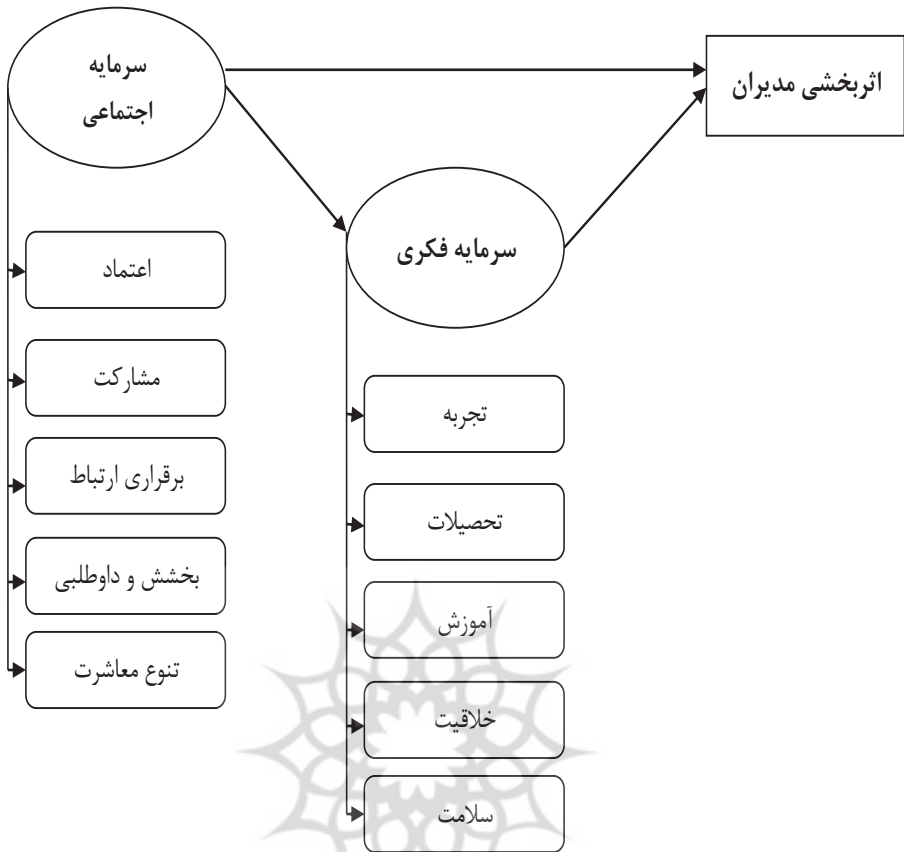 سرمایه
اجتماعی
اثربخشی مدیران
سرمایه فکری
اعتماد
مشارکت
برقراری ارتباط
بخشش و داوطلبی
تنوع معاشرت
تجربه
تحصیلات
آموزش
خلاقیت
سلامت